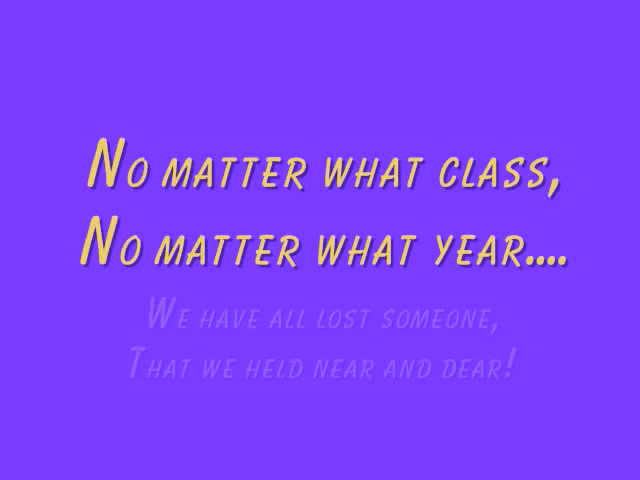 No matter what class,
No matter what year....
We have all lost someone,
That we held near and dear!